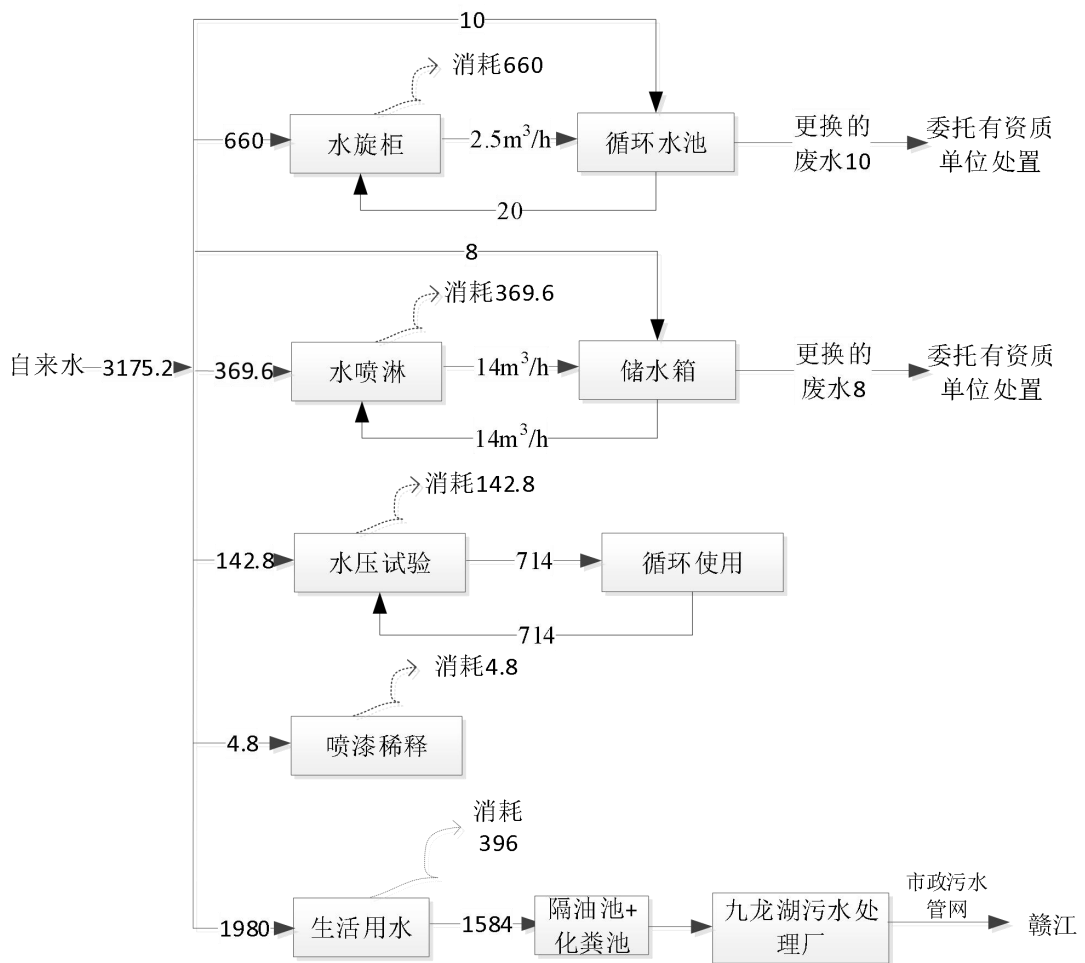 10
消耗660
660
水旋柜
2.5m³/h
循环水池
更换的
废水10
委托有资质
单位处置
20
8
消耗369.6
自来水
3175.2
369.6
水喷淋
14m³/h
储水箱
更换的
废水8
委托有资质
单位处置
14m³/h
消耗142.8
142.8
水压试验
714
循环使用
714
消耗4.8
4.8
喷漆稀释
消耗
396
1980
生活用水
1584
隔油池+
化粪池
九龙湖污水处
理厂
市政污水
管网
赣江